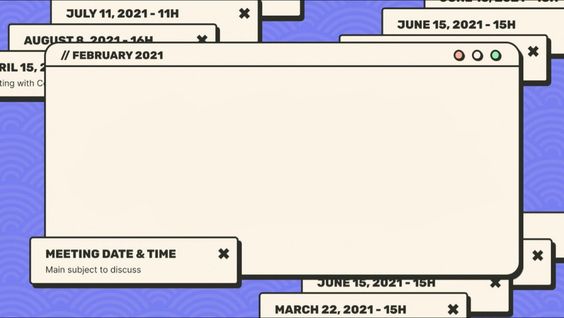 JULY 11, 2021 - 11H
JUNE 15, 2021 - 15H
AUGUST 8, 2021 - 16H
// FEBRUARY 2021
RIL 15, 2
ting with C
MEETING DATE & TIME
Main subject to discuss
JUNE 15, 2021 - 15H
MARCH 22, 2021 - 15H